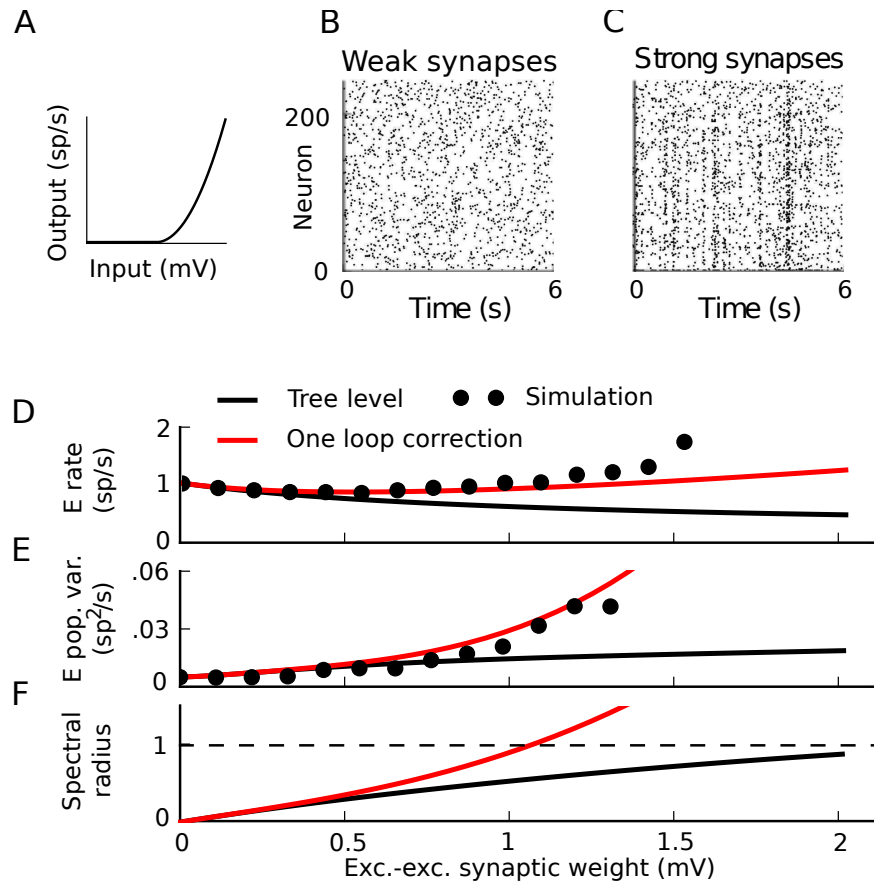 A
Output (sp/s)
Input (mV)
B
Weak synapses
Neuron
200
0
0
6
Time (s)
C
Strong synapses
0
6
Time (s)
Tree level
Simulation
One loop correction
D
E rate
(sp/s)
2
1
0
E
E pop. var.
(sp²/s)
.06
.03
0
F
Spectral
radius
1
0
0
0.5
1
1.5
2
Exc.-exc. synaptic weight (mV)